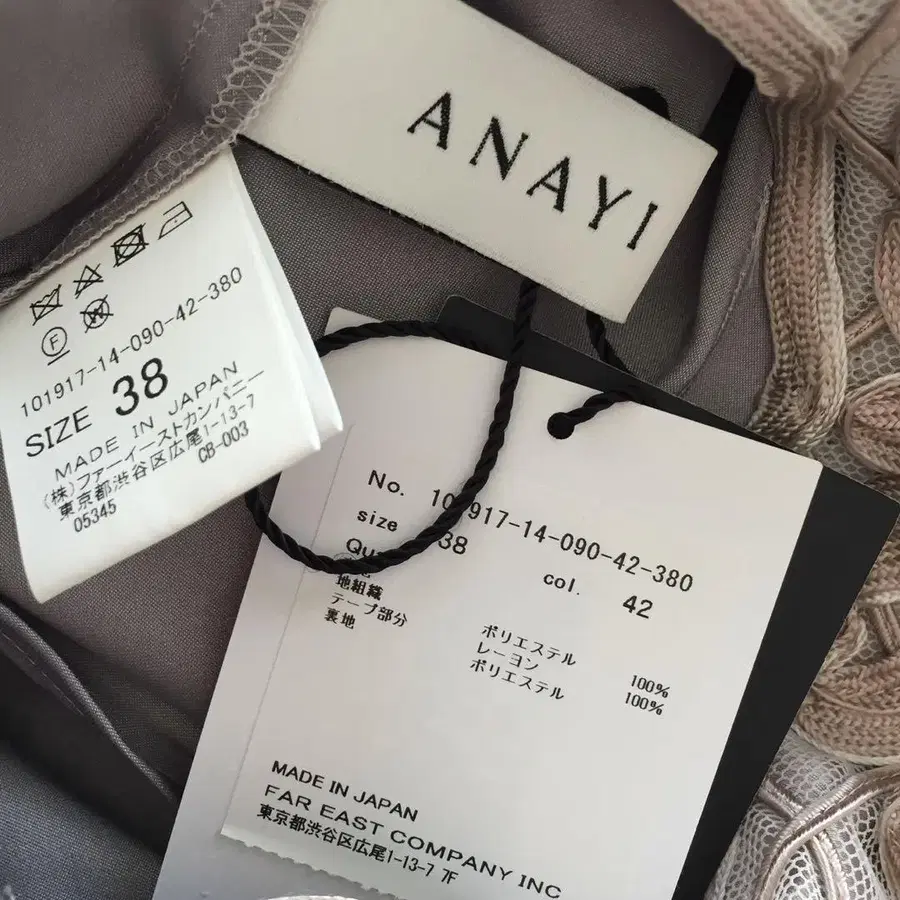 ANAYI
F
101917-14-090-42-380
SIZE 38
MADE IN JAPAN
(株)ファーイーストカンパニー
東京都渋谷区広尾1-13-7
CB-003
05345
No. 101917-14-090-42-380
size 38 col. 42
地組織 ポリエステル
テープ部分 レーヨン 100%
裏地 ポリエステル 100%
MADE IN JAPAN
FAR EAST COMPANY INC
東京都渋谷区広尾1-13-7 7F